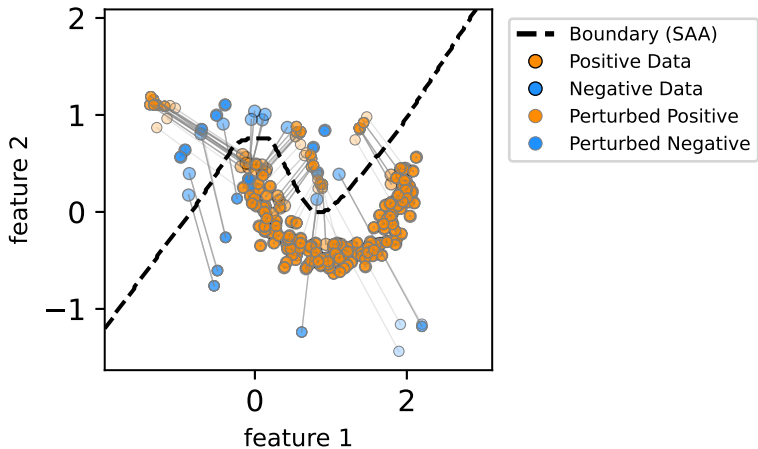 2
1
0
−1
feature 2
0
2
feature 1
Boundary (SAA)
Positive Data
Negative Data
Perturbed Positive
Perturbed Negative